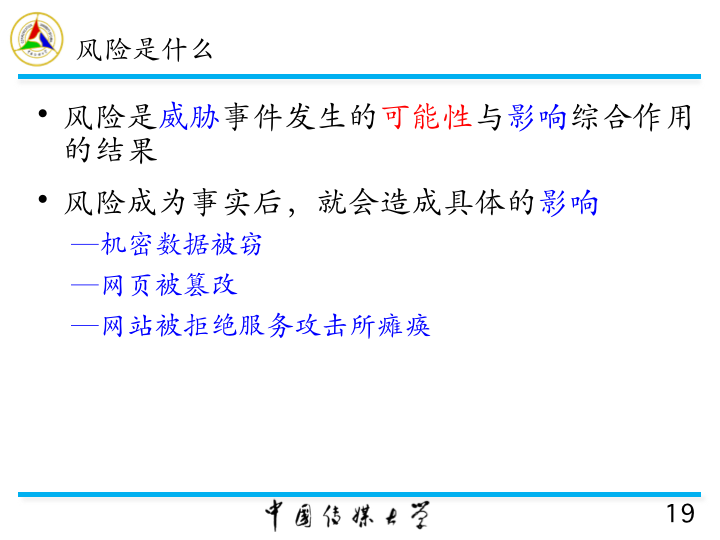 风险是什么
• 风险是威胁事件发生的可能性与影响综合作用
的结果
• 风险成为事实后，就会造成具体的影响
—机密数据被窃
—网页被篡改
—网站被拒绝服务攻击所瘫痪
中国传媒大学
19